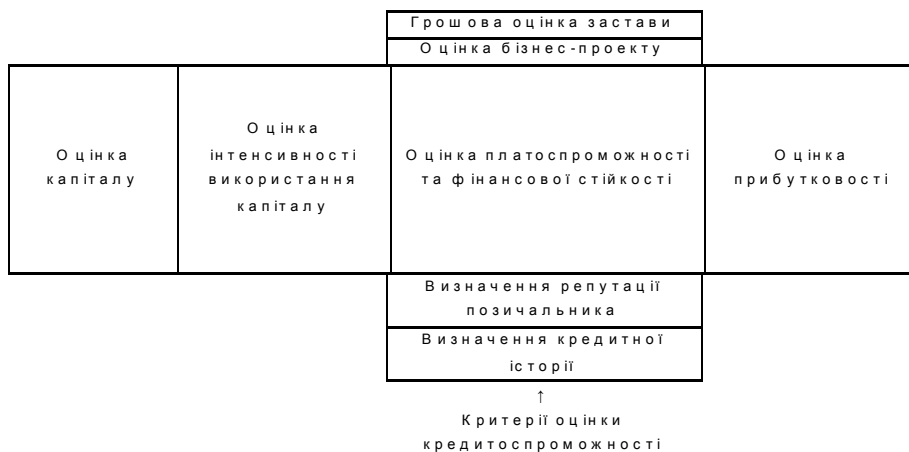 Грошова оцінка застави
Оцінка бізнес-проекту
Оцінка
капіталу
Оцінка
інтенсивності
використання
капіталу
Оцінка платоспроможності
та фінансової стійкості
Оцінка
прибутковості
Визначення репутації
позичальника
Визначення кредитної
історії
↑
Критерії оцінки
кредитоспроможності